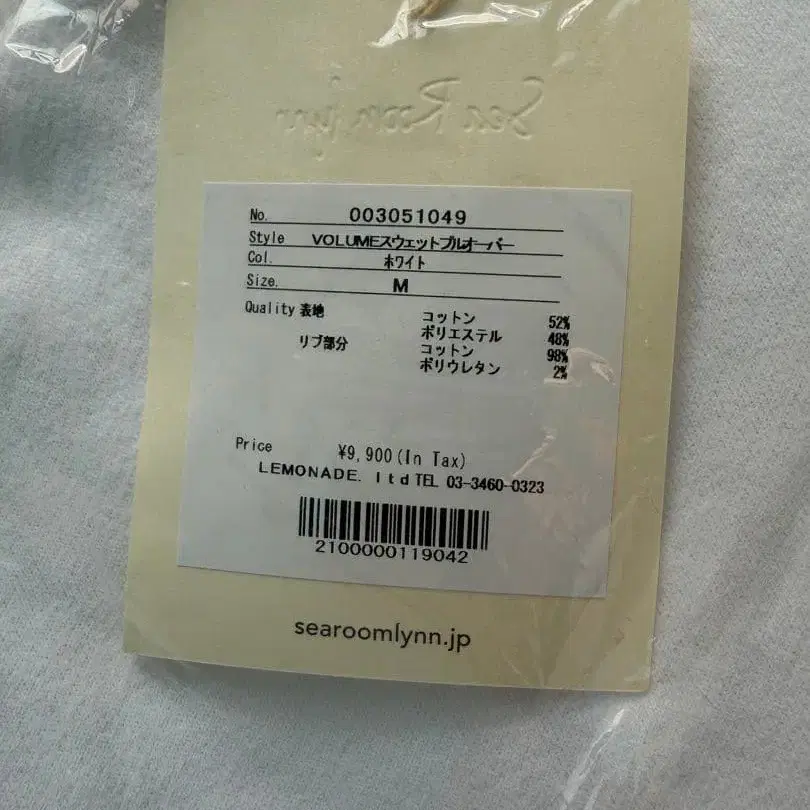 Sea Room lynn
No. 003051049
Style VOLUMEスウェットプルオーバー
Col. ホワイト
Size. M
Quality 表地 コットン 52%
ポリエステル 48%
リブ部分 コットン 98%
ポリウレタン 2%
Price ¥9,900(In Tax)
LEMONADE. ltd TEL 03-3460-0323
2100000119042
searoomlynn.jp